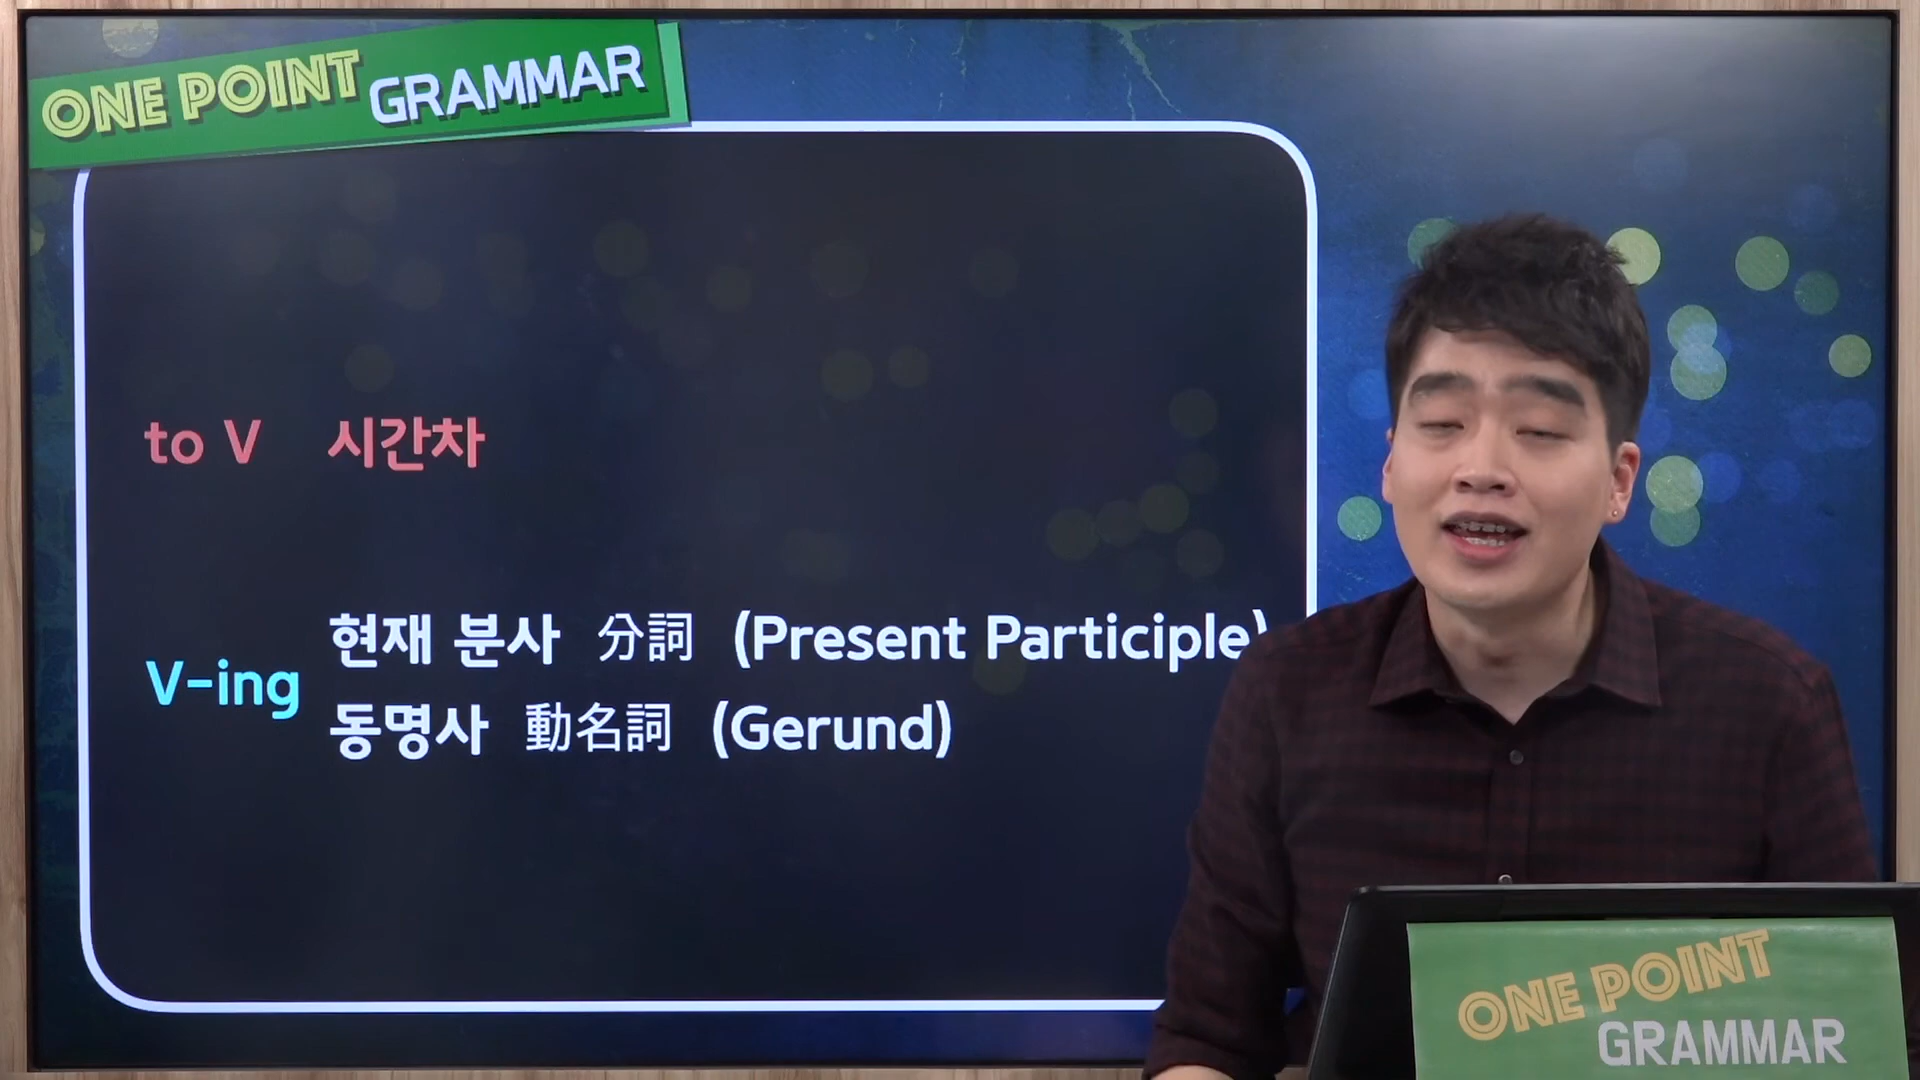 ONE POINT GRAMMAR
to V 시간차
현재 분사 分詞 (Present Participle)
V-ing
동명사 動名詞 (Gerund)
ONE POINT
GRAMMAR